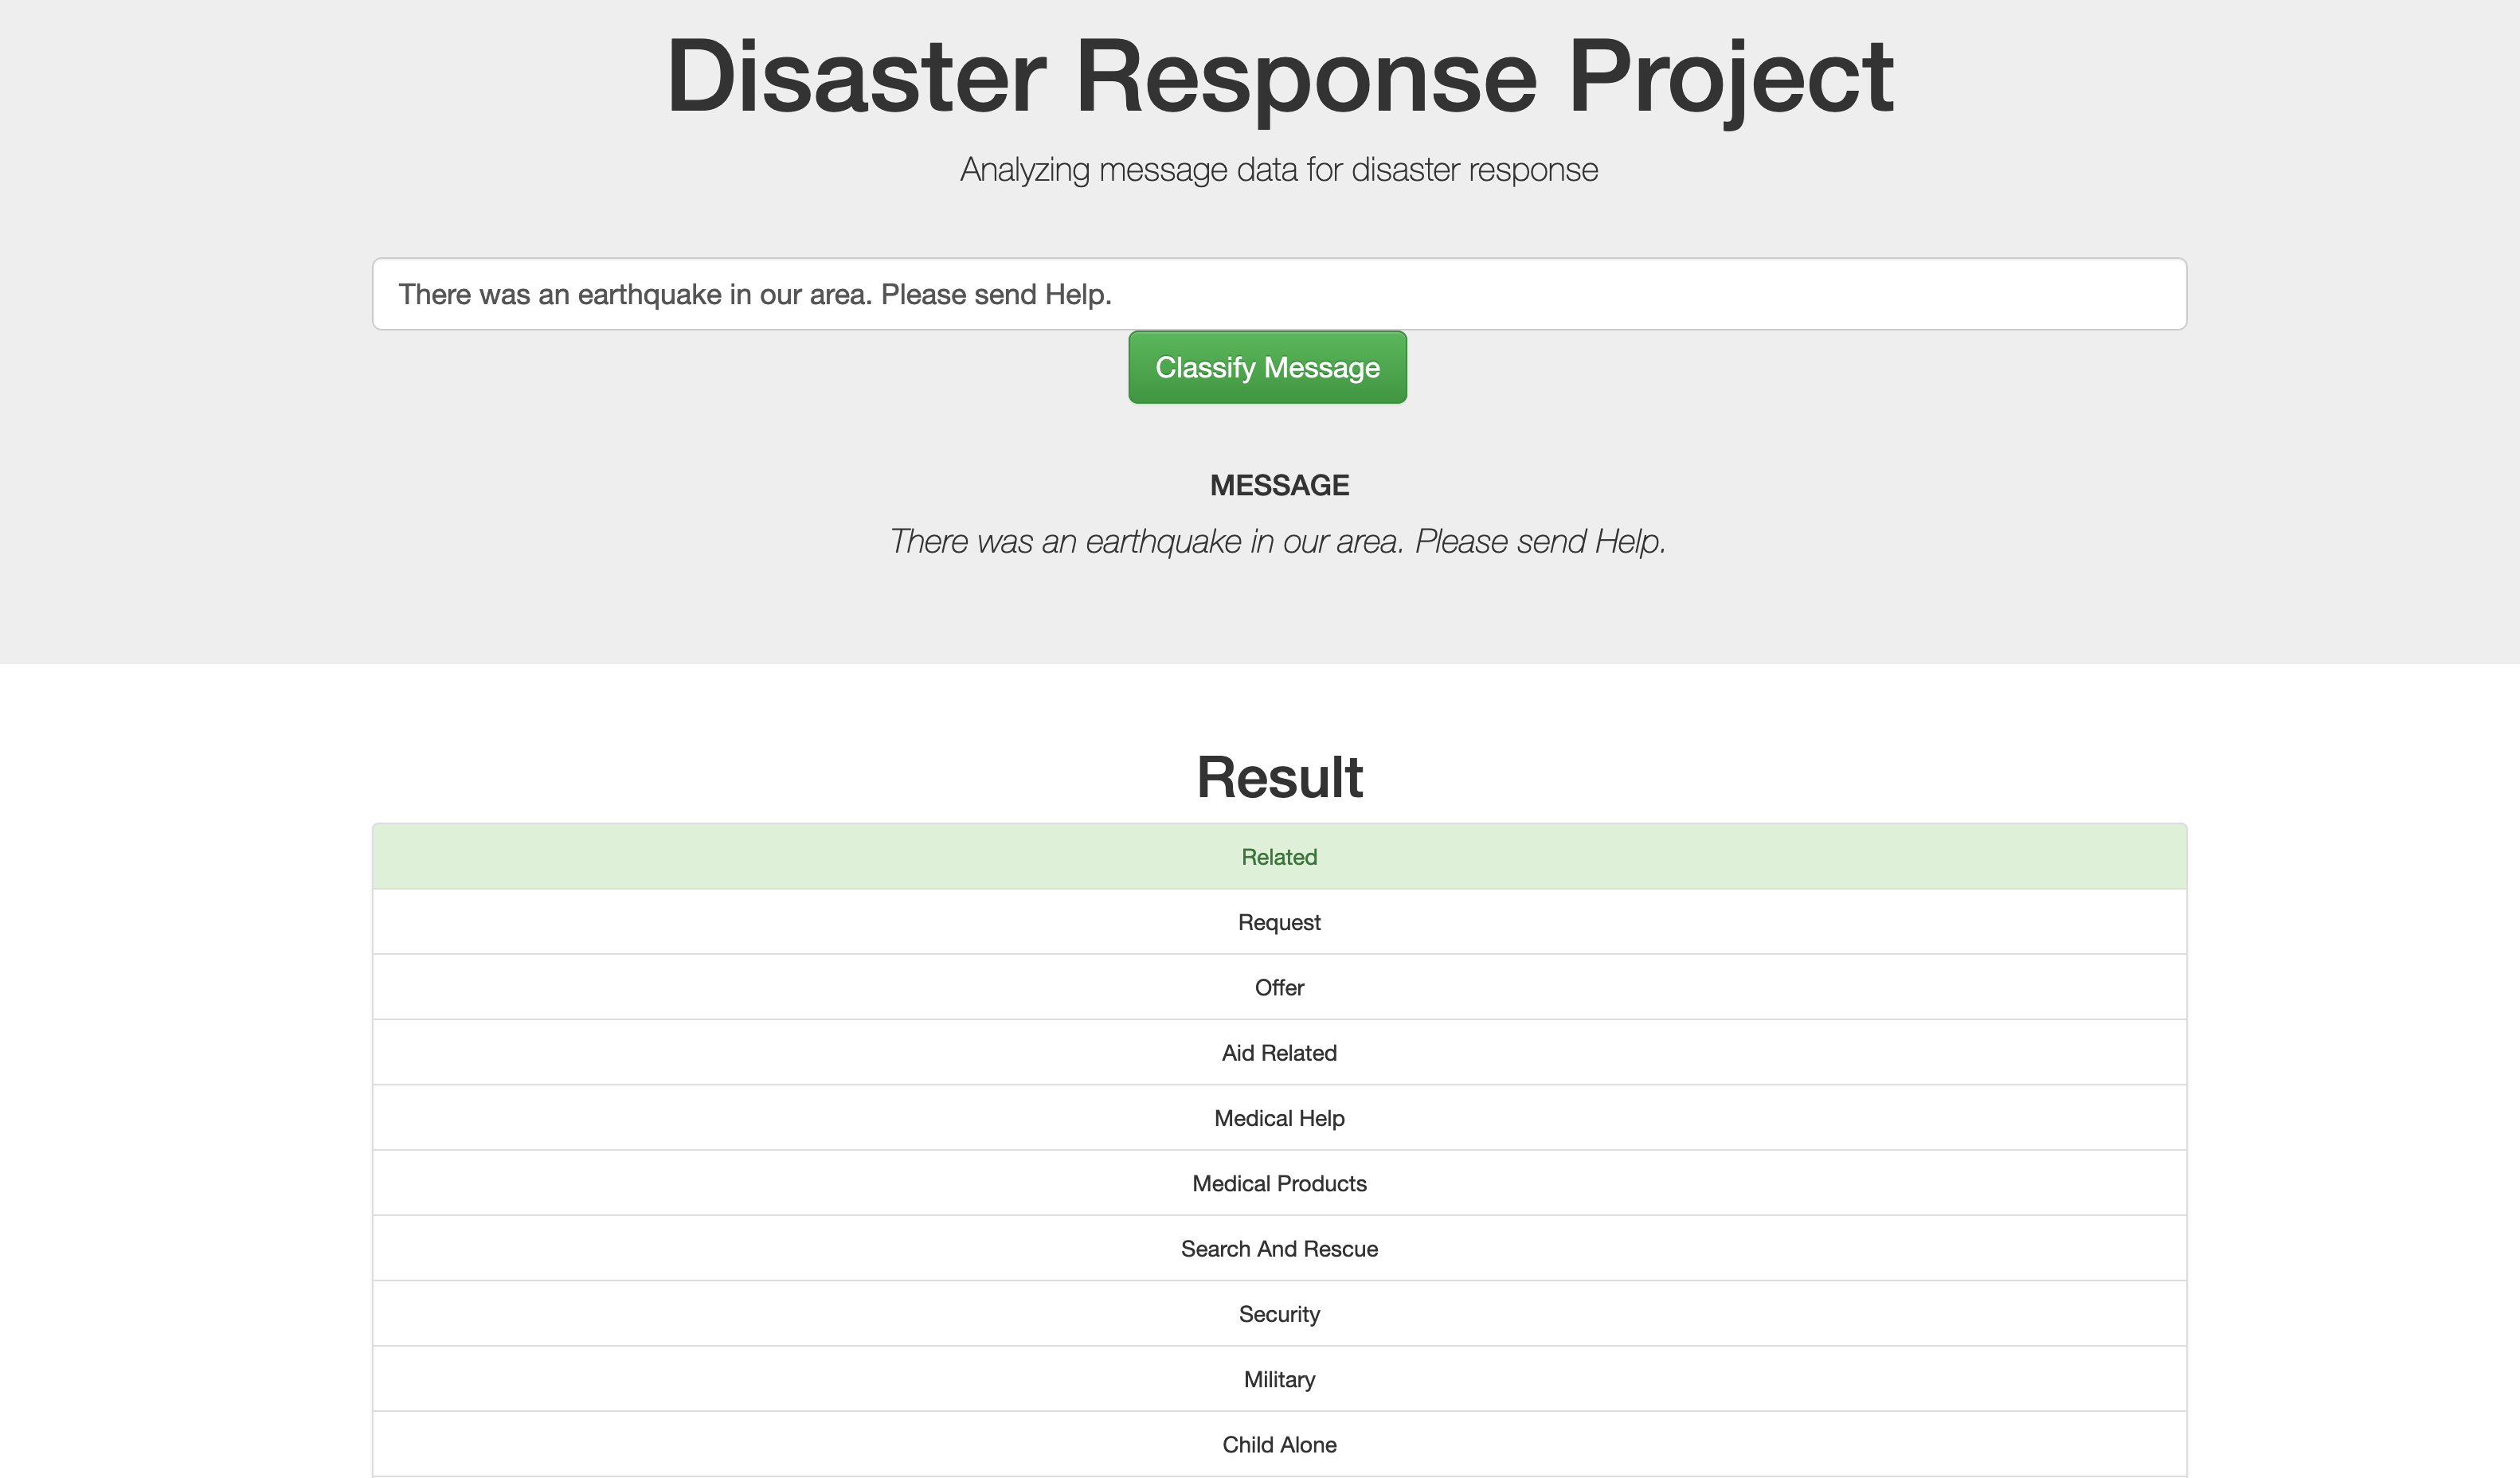 Disaster Response Project
Analyzing message data for disaster response
There was an earthquake in our area. Please send Help.
Classify Message
MESSAGE
There was an earthquake in our area. Please send Help.
Result
Related
Request
Offer
Aid Related
Medical Help
Medical Products
Search And Rescue
Security
Military
Child Alone